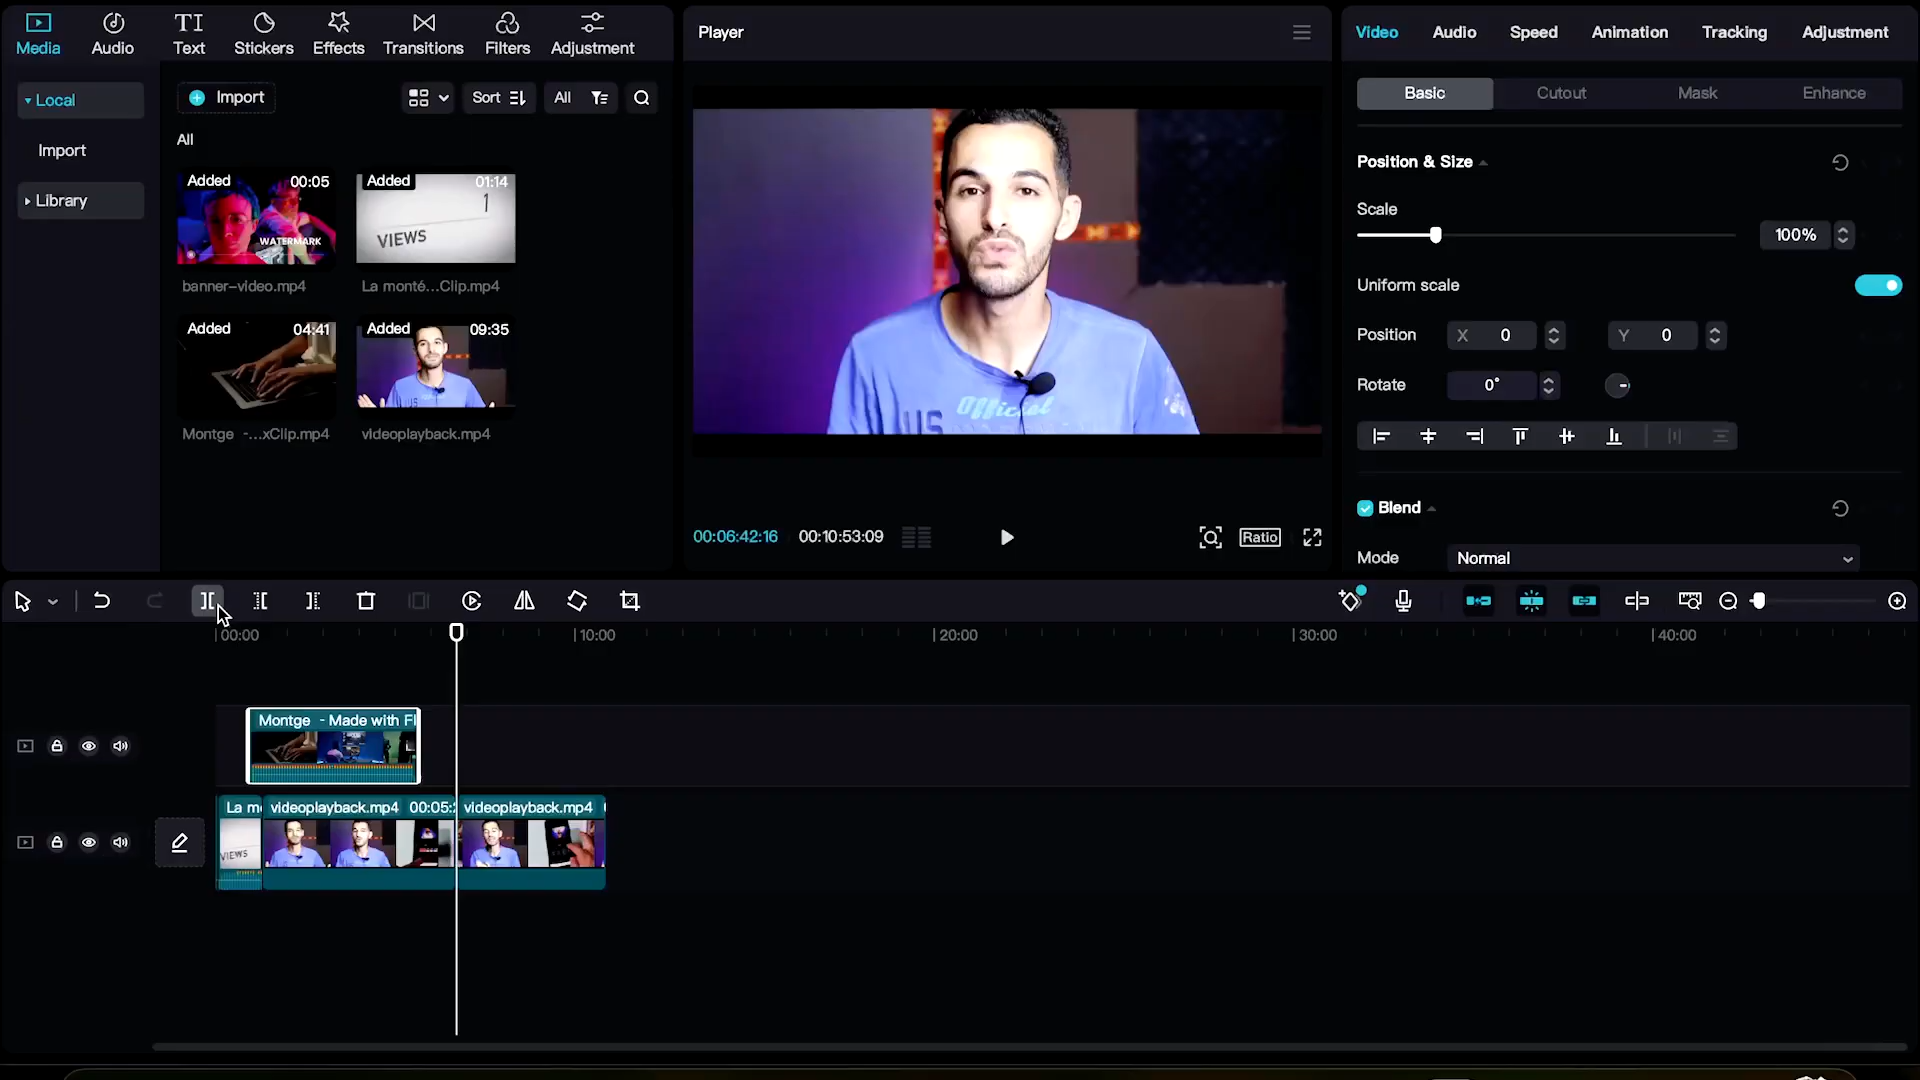 Media
Audio
Text
Stickers
Effects
Transitions
Filters
Adjustment
Local
Import
Library
Import
Sort
All
All
Added 00:05
WATERMARK
banner-video.mp4
Added 01:14
1
VIEWS
La monté...Clip.mp4
Added 04:41
Montge -...xClip.mp4
Added 09:35
videoplayback.mp4
Player
Official
US
00:06:42:16 00:10:53:09
Ratio
Video
Audio
Speed
Animation
Tracking
Adjustment
Basic
Cutout
Mask
Enhance
Position & Size
Scale
100%
Uniform scale
Position X 0 Y 0
Rotate 0°
Blend
Mode Normal
00:00
10:00
20:00
30:00
40:00
Montge - Made with Fl
La m
videoplayback.mp4 00:05:
videoplayback.mp4
VIEWS